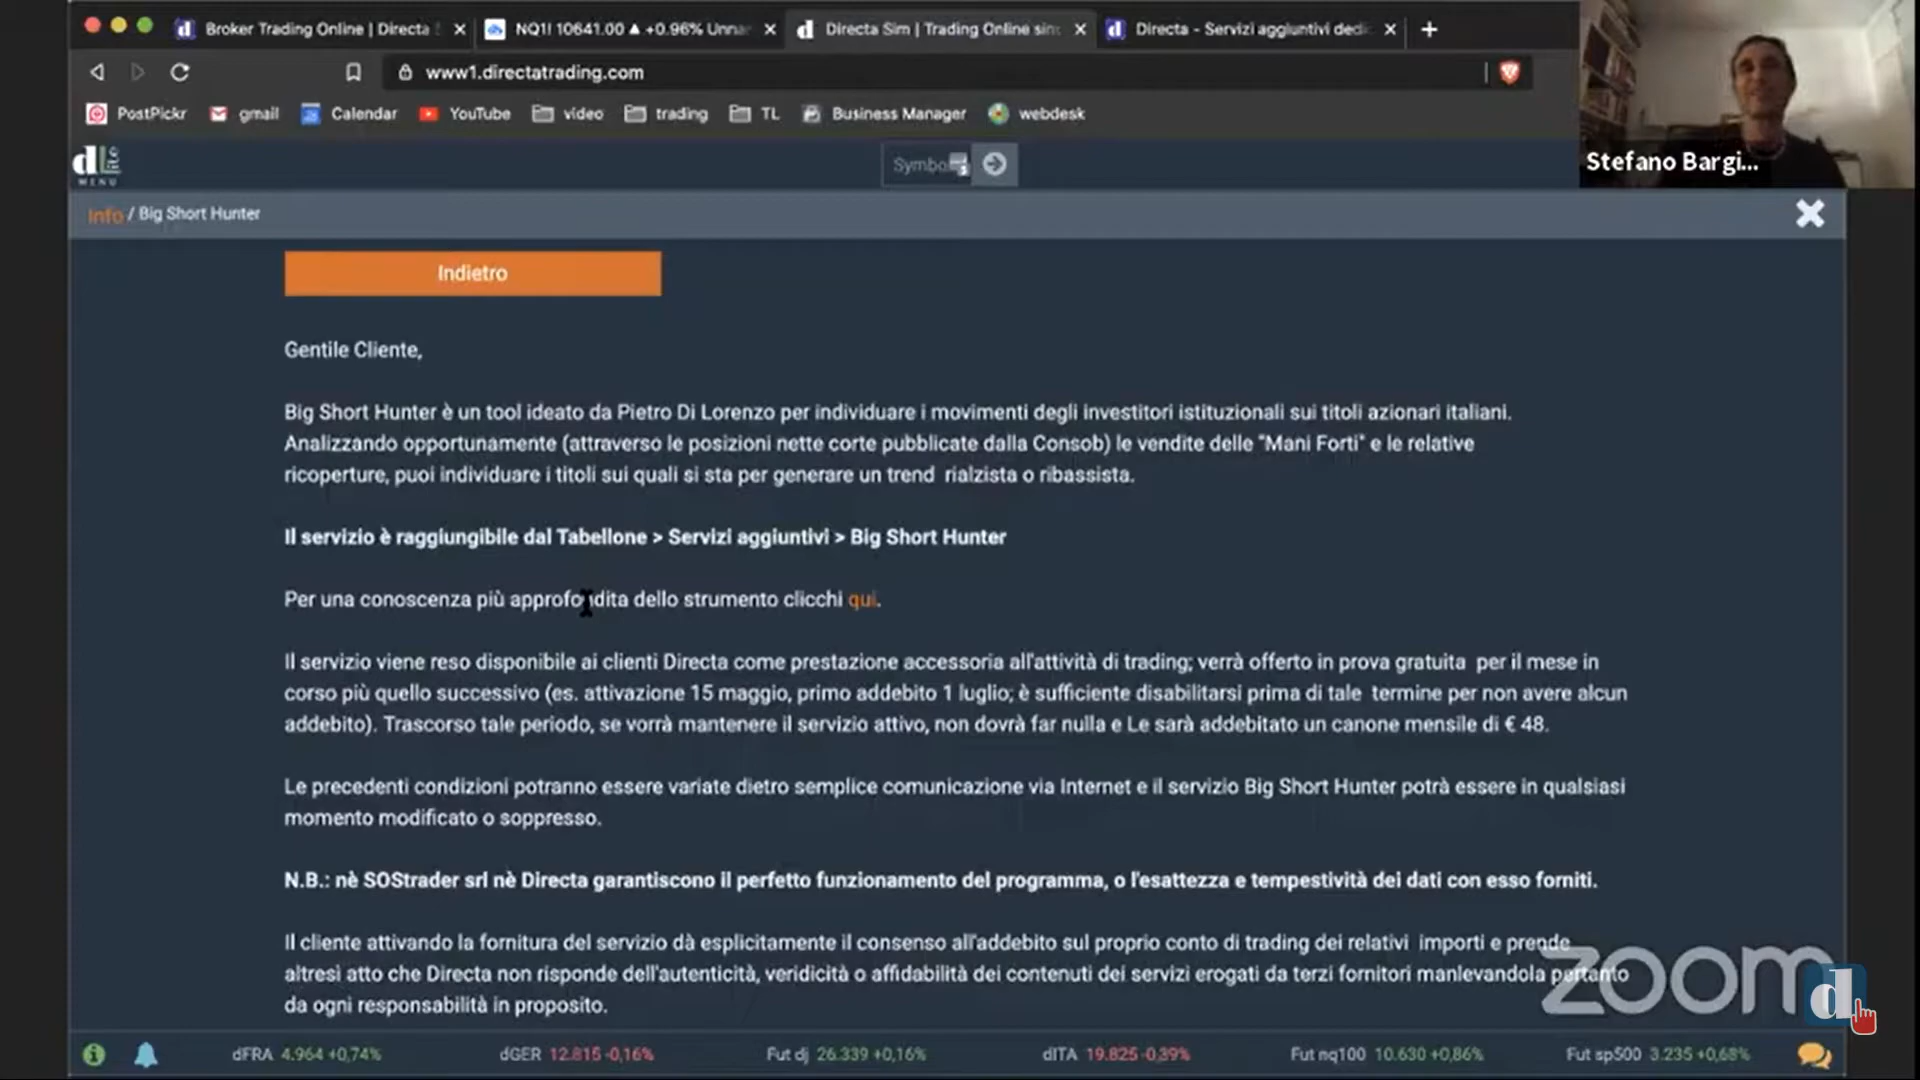 Broker Trading Online | Directa
NQ1! 10641.00 ▲ +0.96% Unna
Directa Sim | Trading Online sim
Directa - Servizi aggiuntivi dedi
www1.directatrading.com
PostPickr
gmail
Calendar
YouTube
video
trading
TL
Business Manager
webdesk
Stefano Bargi...
MENU
Symbo
Info / Big Short Hunter
Indietro
Gentile Cliente,
Big Short Hunter è un tool ideato da Pietro Di Lorenzo per individuare i movimenti degli investitori istituzionali sui titoli azionari italiani.
Analizzando opportunamente (attraverso le posizioni nette corte pubblicate dalla Consob) le vendite delle "Mani Forti" e le relative
ricoperture, puoi individuare i titoli sui quali si sta per generare un trend rialzista o ribassista.
Il servizio è raggiungibile dal Tabellone > Servizi aggiuntivi > Big Short Hunter
Per una conoscenza più approfondita dello strumento clicchi qui.
Il servizio viene reso disponibile ai clienti Directa come prestazione accessoria all'attività di trading; verrà offerto in prova gratuita per il mese in
corso più quello successivo (es. attivazione 15 maggio, primo addebito 1 luglio; è sufficiente disabilitarsi prima di tale termine per non avere alcun
addebito). Trascorso tale periodo, se vorrà mantenere il servizio attivo, non dovrà far nulla e Le sarà addebitato un canone mensile di € 48.
Le precedenti condizioni potranno essere variate dietro semplice comunicazione via Internet e il servizio Big Short Hunter potrà essere in qualsiasi
momento modificato o soppresso.
N.B.: nè SOStrader srl nè Directa garantiscono il perfetto funzionamento del programma, o l'esattezza e tempestività dei dati con esso forniti.
Il cliente attivando la fornitura del servizio dà esplicitamente il consenso all'addebito sul proprio conto di trading dei relativi importi e prende
altresì atto che Directa non risponde dell'autenticità, veridicità o affidabilità dei contenuti dei servizi erogati da terzi fornitori manlevandola pertanto
da ogni responsabilità in proposito.
zoom
d
dFRA 4.964 +0,74%
dGER 12.815 -0,16%
Fut dj 26.339 +0,16%
dITA 19.825 -0,39%
Fut nq100 10.630 +0,86%
Fut sp500 3.235 +0,68%